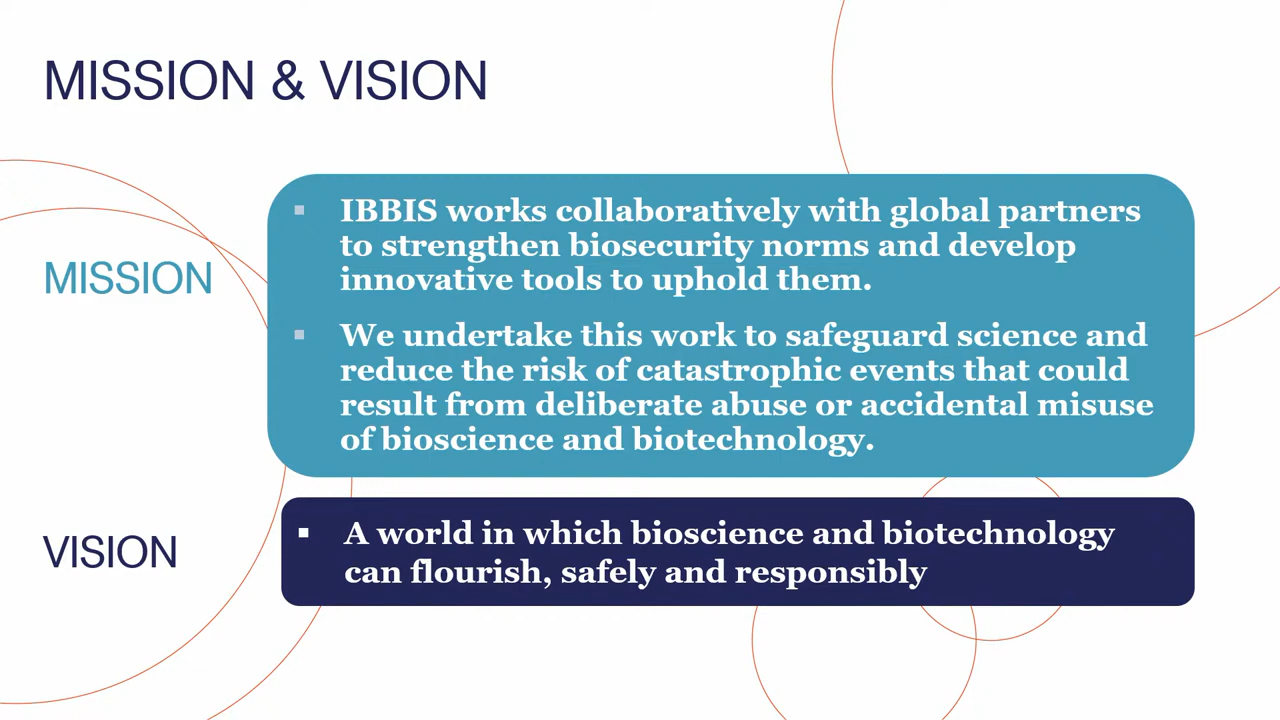 MISSION & VISION
MISSION
IBBIS works collaboratively with global partners
to strengthen biosecurity norms and develop
innovative tools to uphold them.
We undertake this work to safeguard science and
reduce the risk of catastrophic events that could
result from deliberate abuse or accidental misuse
of bioscience and biotechnology.
VISION
A world in which bioscience and biotechnology
can flourish, safely and responsibly